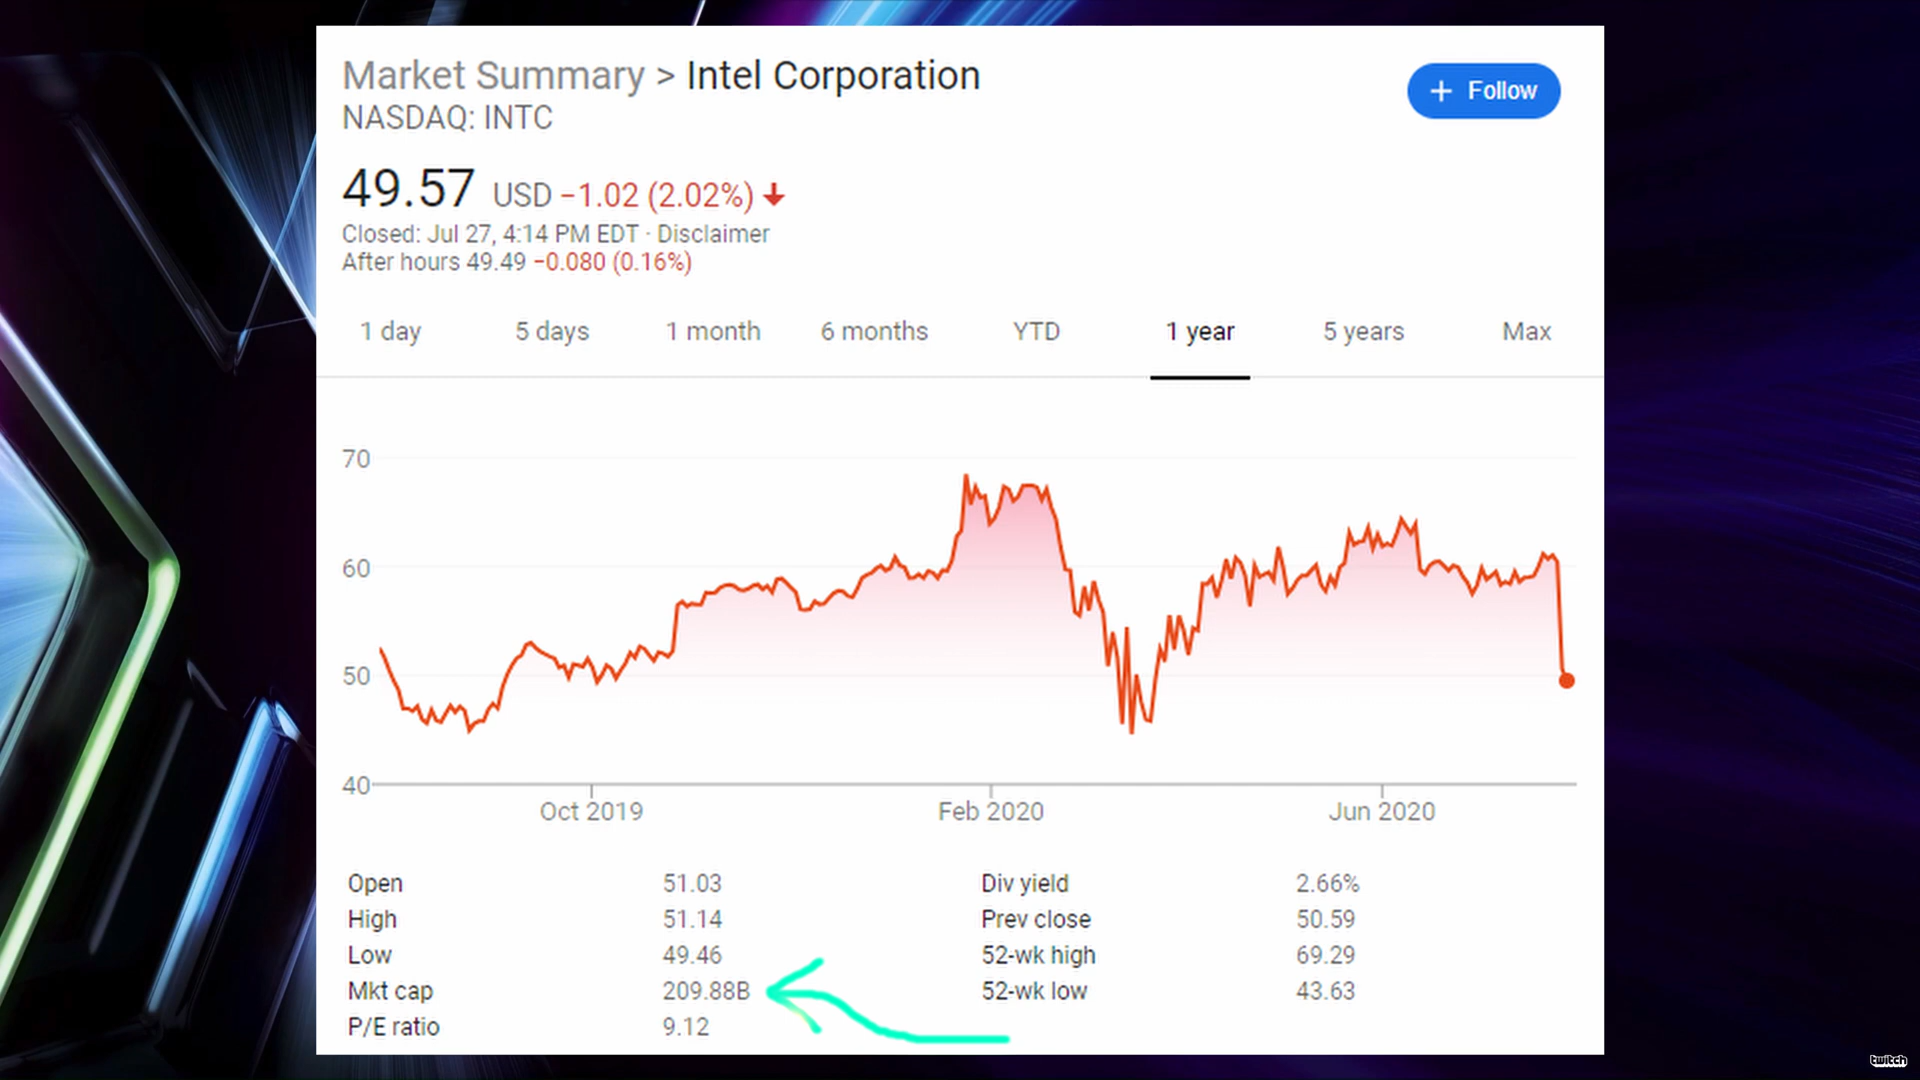 Market Summary > Intel Corporation
NASDAQ: INTC
+ Follow
49.57 USD −1.02 (2.02%)
Closed: Jul 27, 4:14 PM EDT · Disclaimer
After hours 49.49 −0.080 (0.16%)
1 day 5 days 1 month 6 months YTD 1 year 5 years Max
70
60
50
40
Oct 2019 Feb 2020 Jun 2020
Open 51.03 Div yield 2.66%
High 51.14 Prev close 50.59
Low 49.46 52-wk high 69.29
Mkt cap 209.88B 52-wk low 43.63
P/E ratio 9.12
twitch